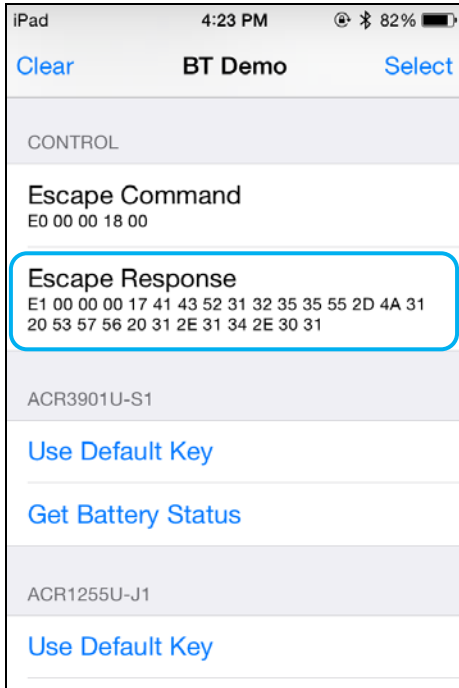 iPad 4:23 PM 82%
Clear BT Demo Select
CONTROL
Escape Command
E0 00 00 18 00
Escape Response
E1 00 00 00 17 41 43 52 31 32 35 35 55 2D 4A 31
20 53 57 56 20 31 2E 31 34 2E 30 31
ACR3901U-S1
Use Default Key
Get Battery Status
ACR1255U-J1
Use Default Key